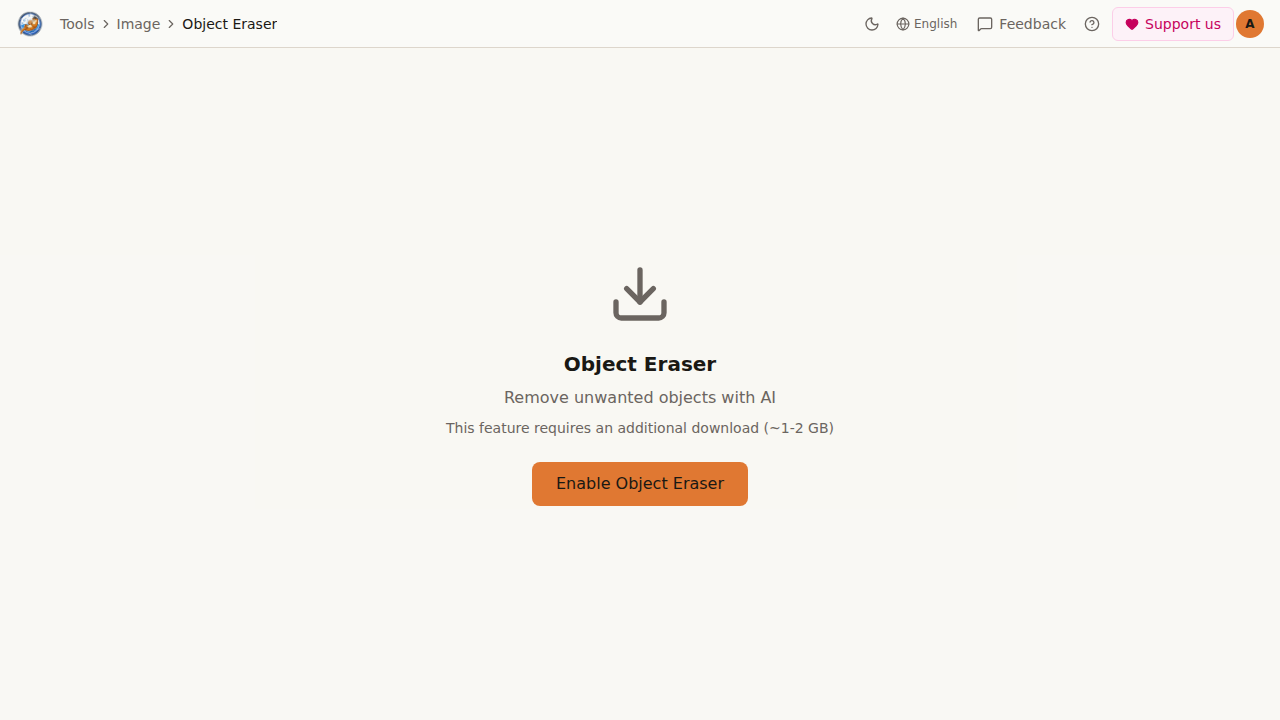 Tools > Image > Object Eraser
English
Feedback
Support us
A
Object Eraser
Remove unwanted objects with AI
This feature requires an additional download (~1-2 GB)
Enable Object Eraser